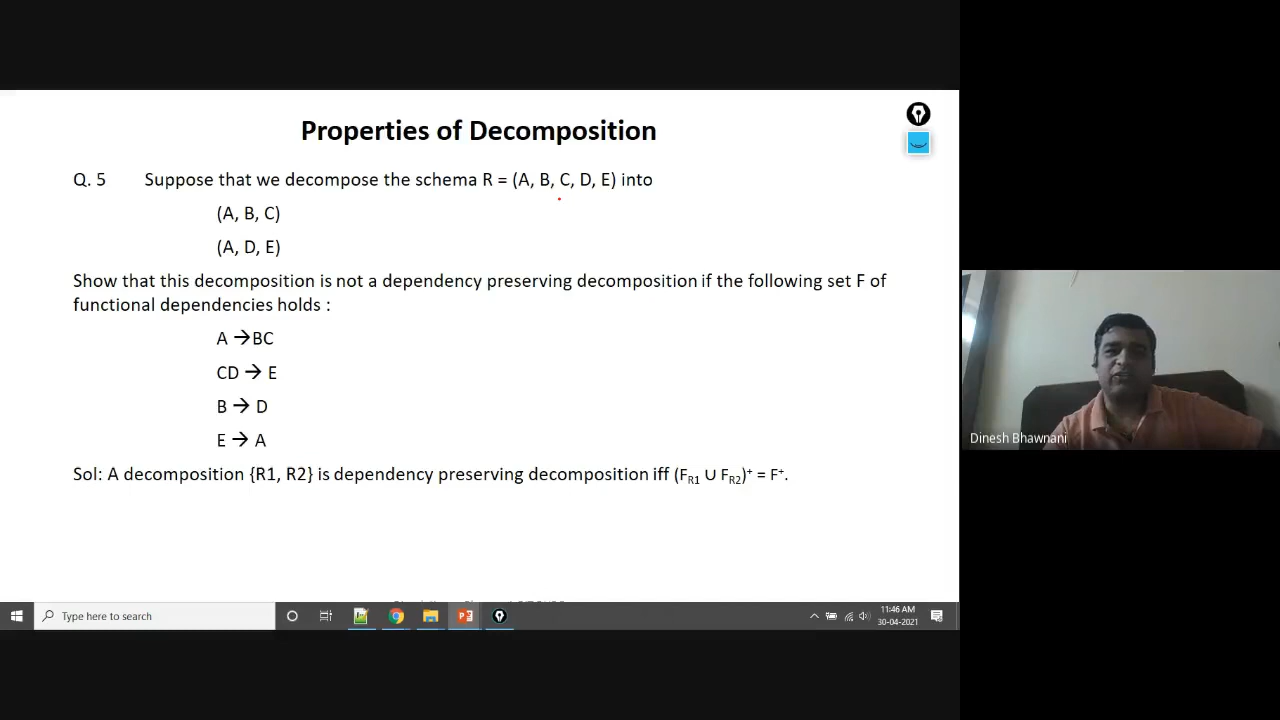 Properties of Decomposition
Q. 5 Suppose that we decompose the schema R = (A, B, C, D, E) into
(A, B, C)
(A, D, E)
Show that this decomposition is not a dependency preserving decomposition if the following set F of
functional dependencies holds :
A →BC
CD → E
B → D
E → A
Sol: A decomposition {R1, R2} is dependency preserving decomposition iff (FR1 ∪ FR2)⁺ = F⁺.
Dinesh Bhawnani
Type here to search
11:46 AM
30-04-2021